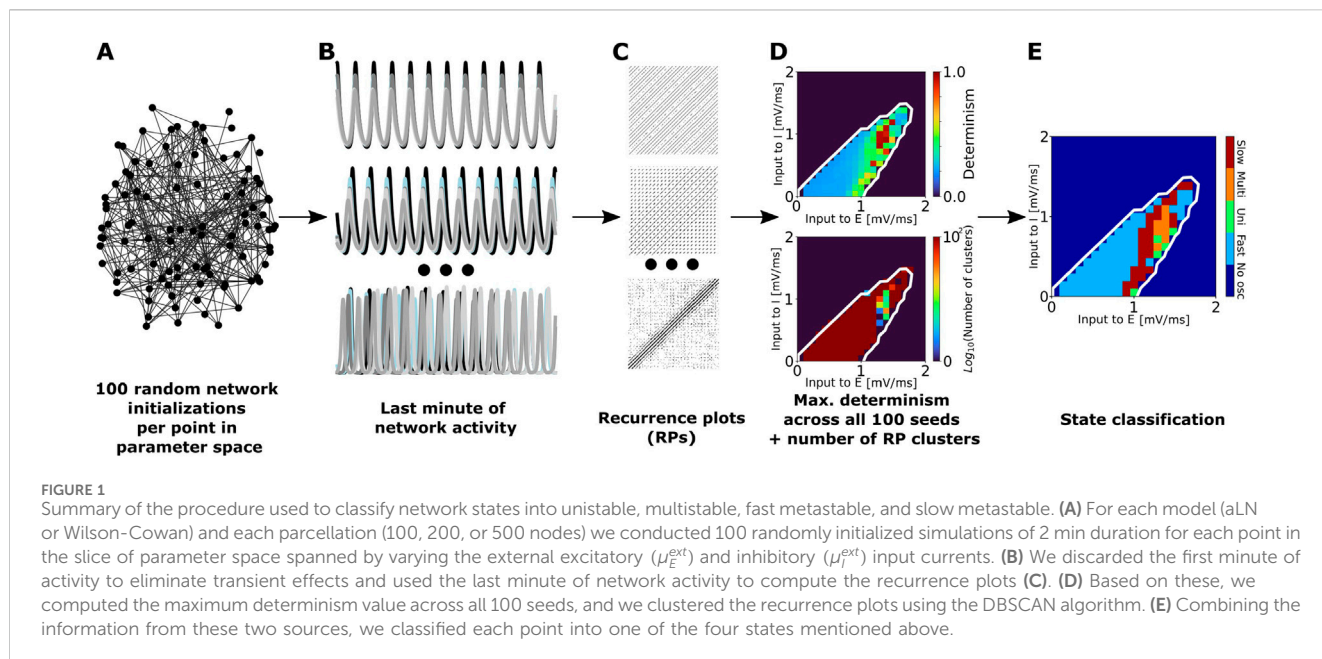 A
B
C
D
E
100 random network
initializations
per point in
parameter space
Last minute of
network activity
Recurrence plots
(RPs)
2
1
0
Input to I [mV/ms]
1.0
0.0
Determinism
0 1 2
Input to E [mV/ms]
2
1
0
Input to I [mV/ms]
10 2
0
Log10(Number of clusters)
0 1 2
Input to E [mV/ms]
Max. determinism
across all 100 seeds
+ number of RP clusters
2
1
0
Input to I [mV/ms]
Slow
Multi
Uni
Fast
No osc
0 1 2
Input to E [mV/ms]
State classification
FIGURE 1
Summary of the procedure used to classify network states into unistable, multistable, fast metastable, and slow metastable. (A) For each model (aLN
or Wilson-Cowan) and each parcellation (100, 200, or 500 nodes) we conducted 100 randomly initialized simulations of 2 min duration for each point in
the slice of parameter space spanned by varying the external excitatory (μ_E^ext) and inhibitory (μ_I^ext) input currents. (B) We discarded the first minute of
activity to eliminate transient effects and used the last minute of network activity to compute the recurrence plots (C). (D) Based on these, we
computed the maximum determinism value across all 100 seeds, and we clustered the recurrence plots using the DBSCAN algorithm. (E) Combining the
information from these two sources, we classified each point into one of the four states mentioned above.